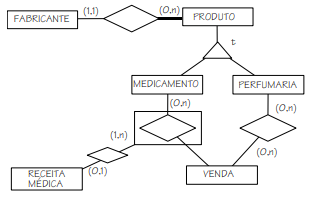 (1,1)
(0,n)
FABRICANTE
PRODUTO
t
MEDICAMENTO
PERFUMARIA
(0,n)
(0,n)
(1,n)
(0,n)
(0,1)
RECEITA
MÉDICA
VENDA